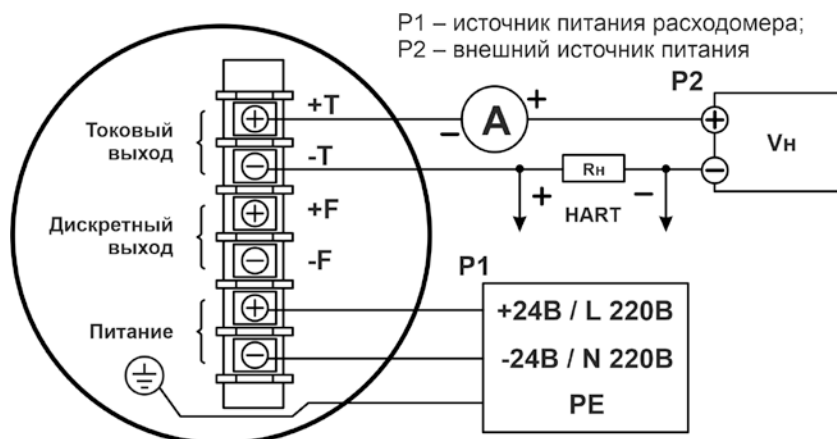 P1 – источник питания расходомера;
P2 – внешний источник питания
P2
Токовый
выход
+T
-T
– A +
+
–
VН
+ RН –
HART
Дискретный
выход
+F
-F
P1
Питание
+
–
+
–
+
–
+24В / L 220В
-24В / N 220В
PE